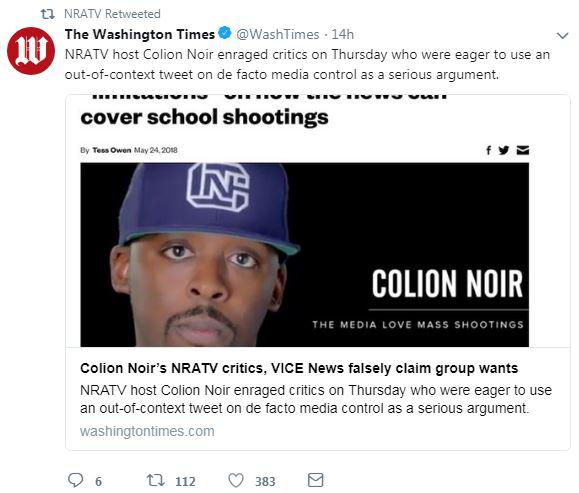 NRATV Retweeted
The Washington Times @WashTimes · 14h
NRATV host Colion Noir enraged critics on Thursday who were eager to use an
out-of-context tweet on de facto media control as a serious argument.
"limitations" on how the news can
cover school shootings
By Tess Owen May 24, 2018
NC
COLION NOIR
THE MEDIA LOVE MASS SHOOTINGS
Colion Noir's NRATV critics, VICE News falsely claim group wants
NRATV host Colion Noir enraged critics on Thursday who were eager to use
an out-of-context tweet on de facto media control as a serious argument.
washingtontimes.com
6 112 383